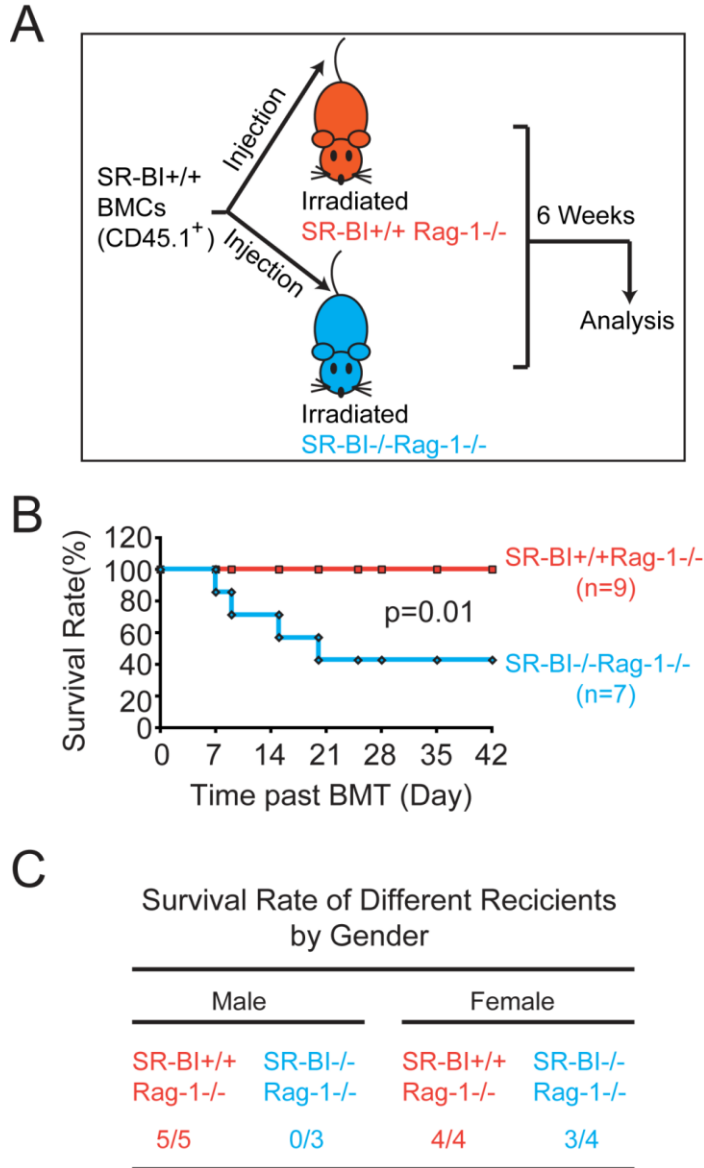 A
SR-BI+/+
BMCs
(CD45.1+)
Injection
Injection
Irradiated
SR-BI+/+ Rag-1-/-
Irradiated
SR-BI-/-Rag-1-/-
6 Weeks
Analysis
B
Survival Rate(%)
120
100
80
60
40
20
0
0 7 14 21 28 35 42
Time past BMT (Day)
p=0.01
SR-BI+/+Rag-1-/-
(n=9)
SR-BI-/-Rag-1-/-
(n=7)
C
Survival Rate of Different Recicients
by Gender
Male Female
SR-BI+/+ SR-BI-/- SR-BI+/+ SR-BI-/-
Rag-1-/- Rag-1-/- Rag-1-/- Rag-1-/-
5/5 0/3 4/4 3/4